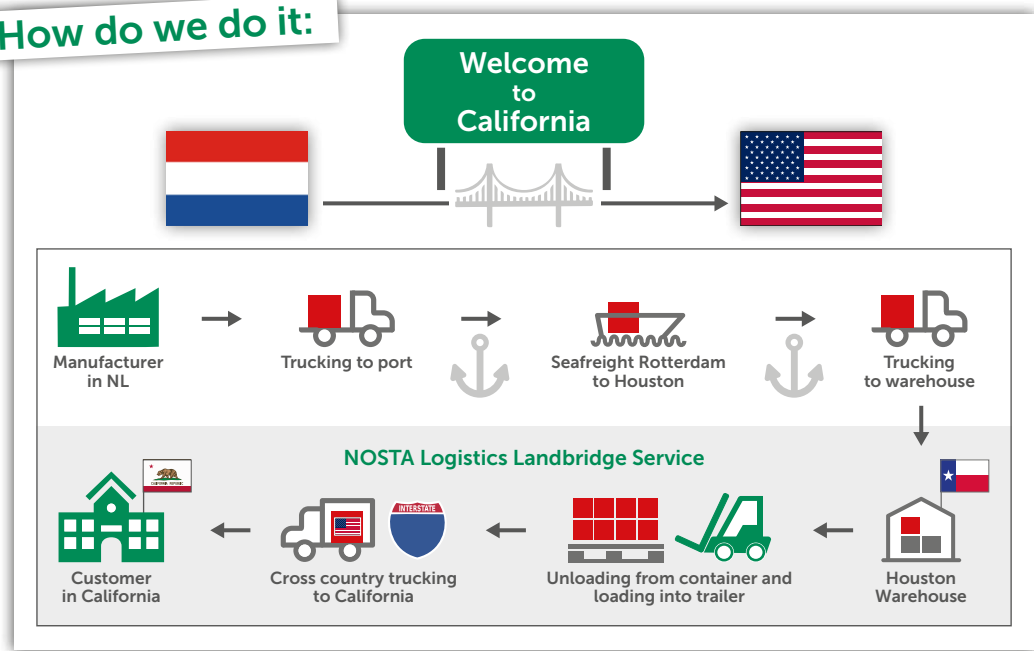 How do we do it:
Welcome
to
California
Manufacturer
in NL
Trucking to port
Seafreight Rotterdam
to Houston
Trucking
to warehouse
NOSTA Logistics Landbridge Service
CALIFORNIA REPUBLIC
INTERSTATE
Customer
in California
Cross country trucking
to California
Unloading from container and
loading into trailer
Houston
Warehouse